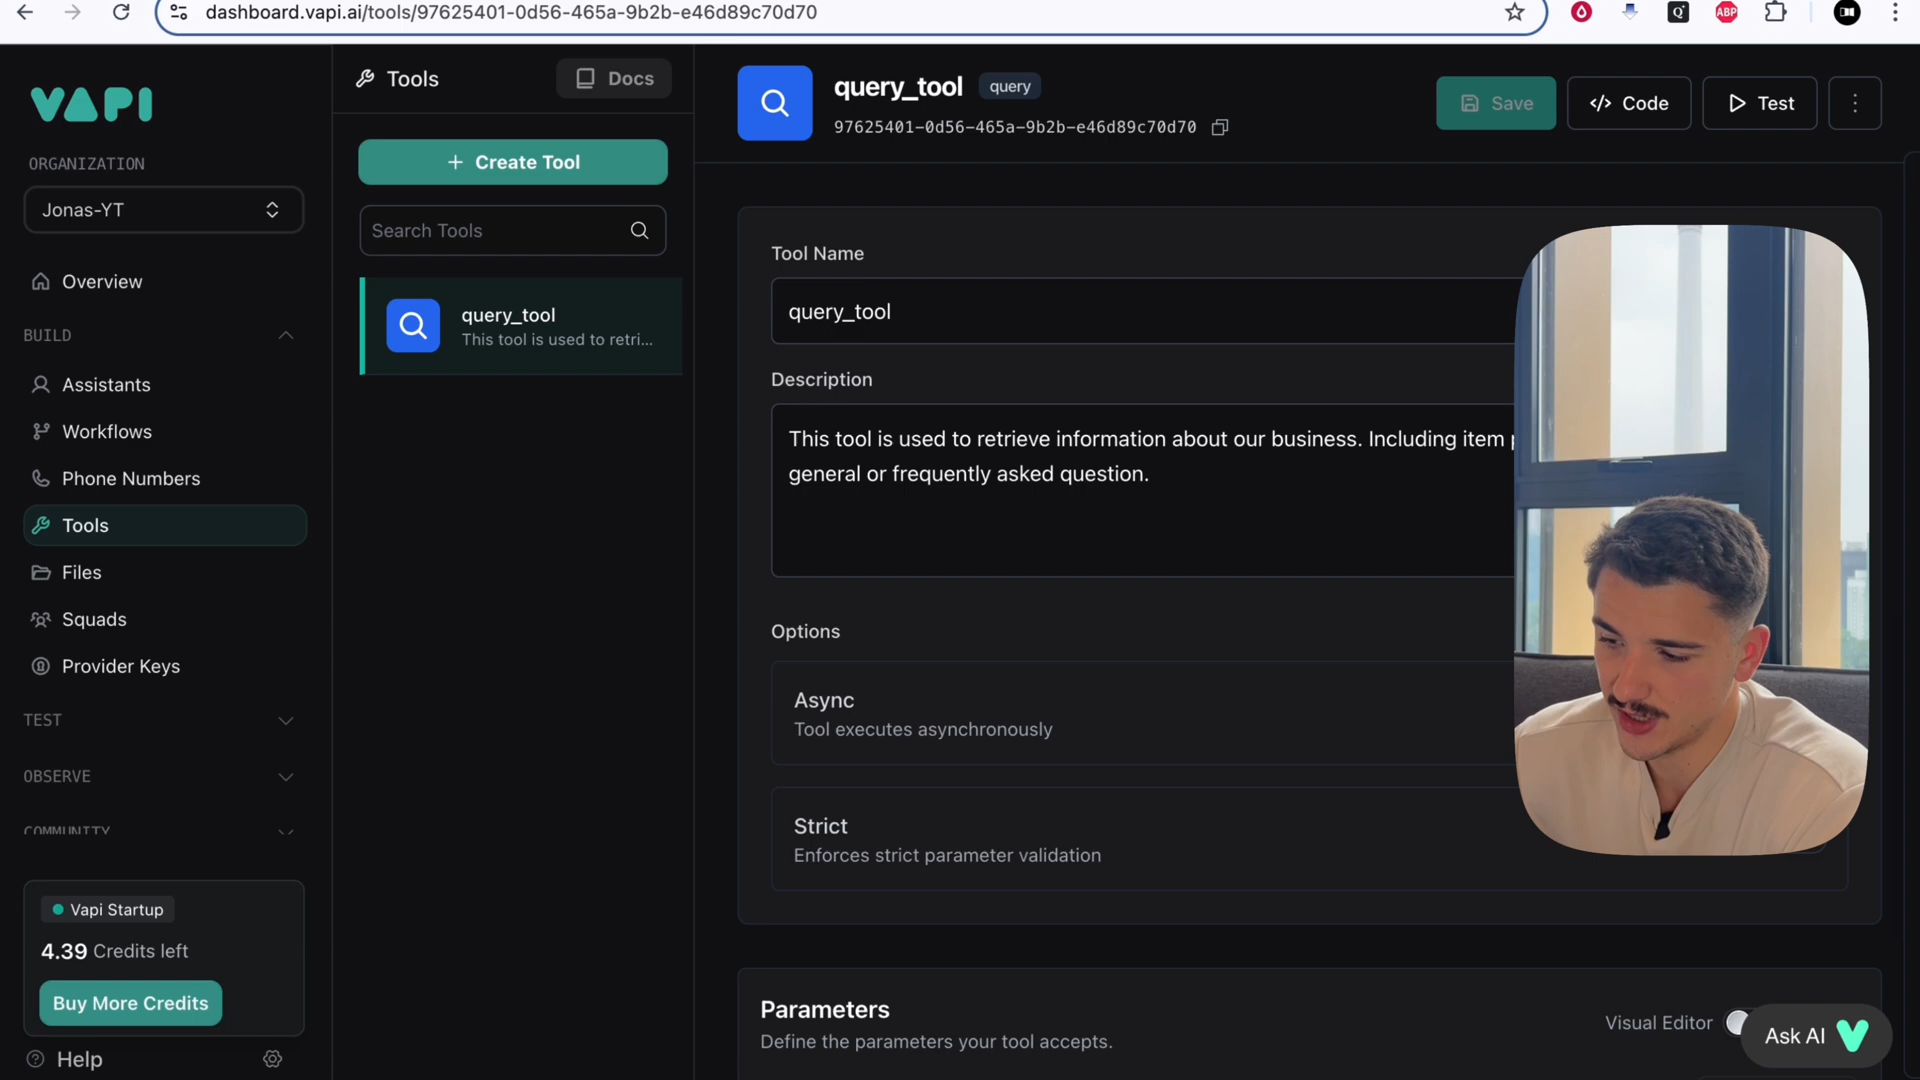 dashboard.vapi.ai/tools/97625401-0d56-465a-9b2b-e46d89c70d70
ABP
VAPI
ORGANIZATION
Jonas-YT
Overview
BUILD
Assistants
Workflows
Phone Numbers
Tools
Files
Squads
Provider Keys
TEST
OBSERVE
COMMUNITY
Vapi Startup
4.39 Credits left
Buy More Credits
Help
Tools
Docs
+ Create Tool
Search Tools
query_tool
This tool is used to retri...
query_tool query
97625401-0d56-465a-9b2b-e46d89c70d70
Save
</> Code
Test
Tool Name
query_tool
Description
This tool is used to retrieve information about our business. Including item
general or frequently asked question.
Options
Async
Tool executes asynchronously
Strict
Enforces strict parameter validation
Parameters
Define the parameters your tool accepts.
Visual Editor
Ask AI